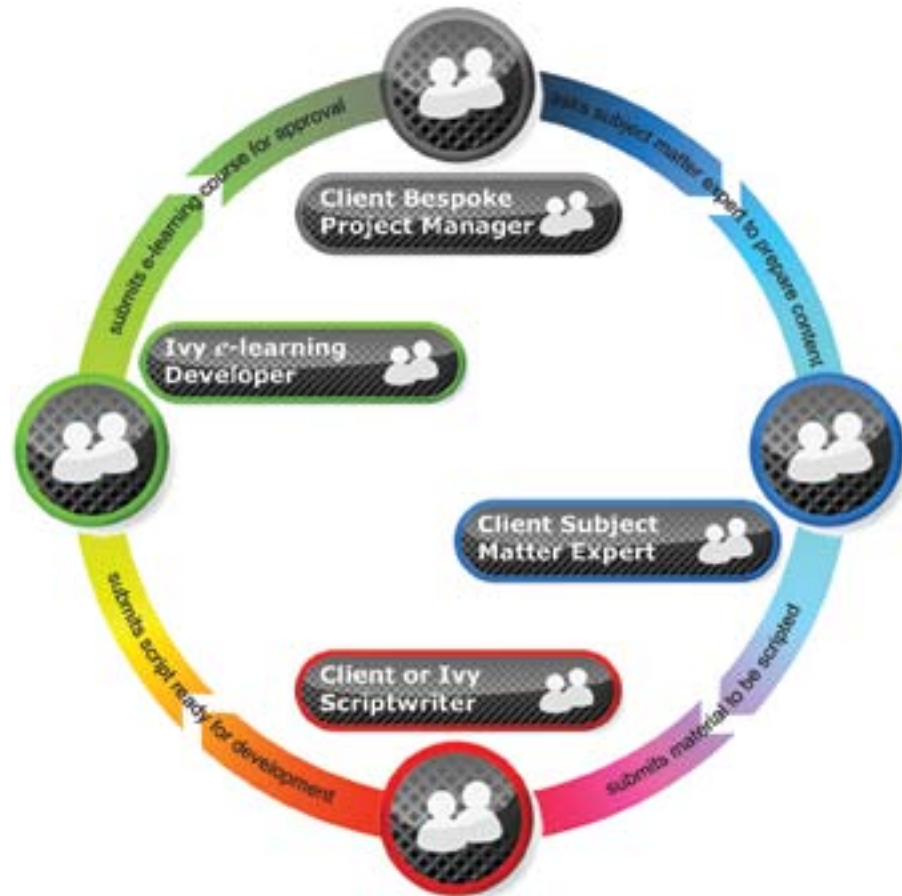 asks subject matter expert to prepare content
Client Bespoke
Project Manager
submits e-learning course for approval
Ivy e-learning
Developer
Client Subject
Matter Expert
submits material to be scripted
Client or Ivy
Scriptwriter
submits script ready for development